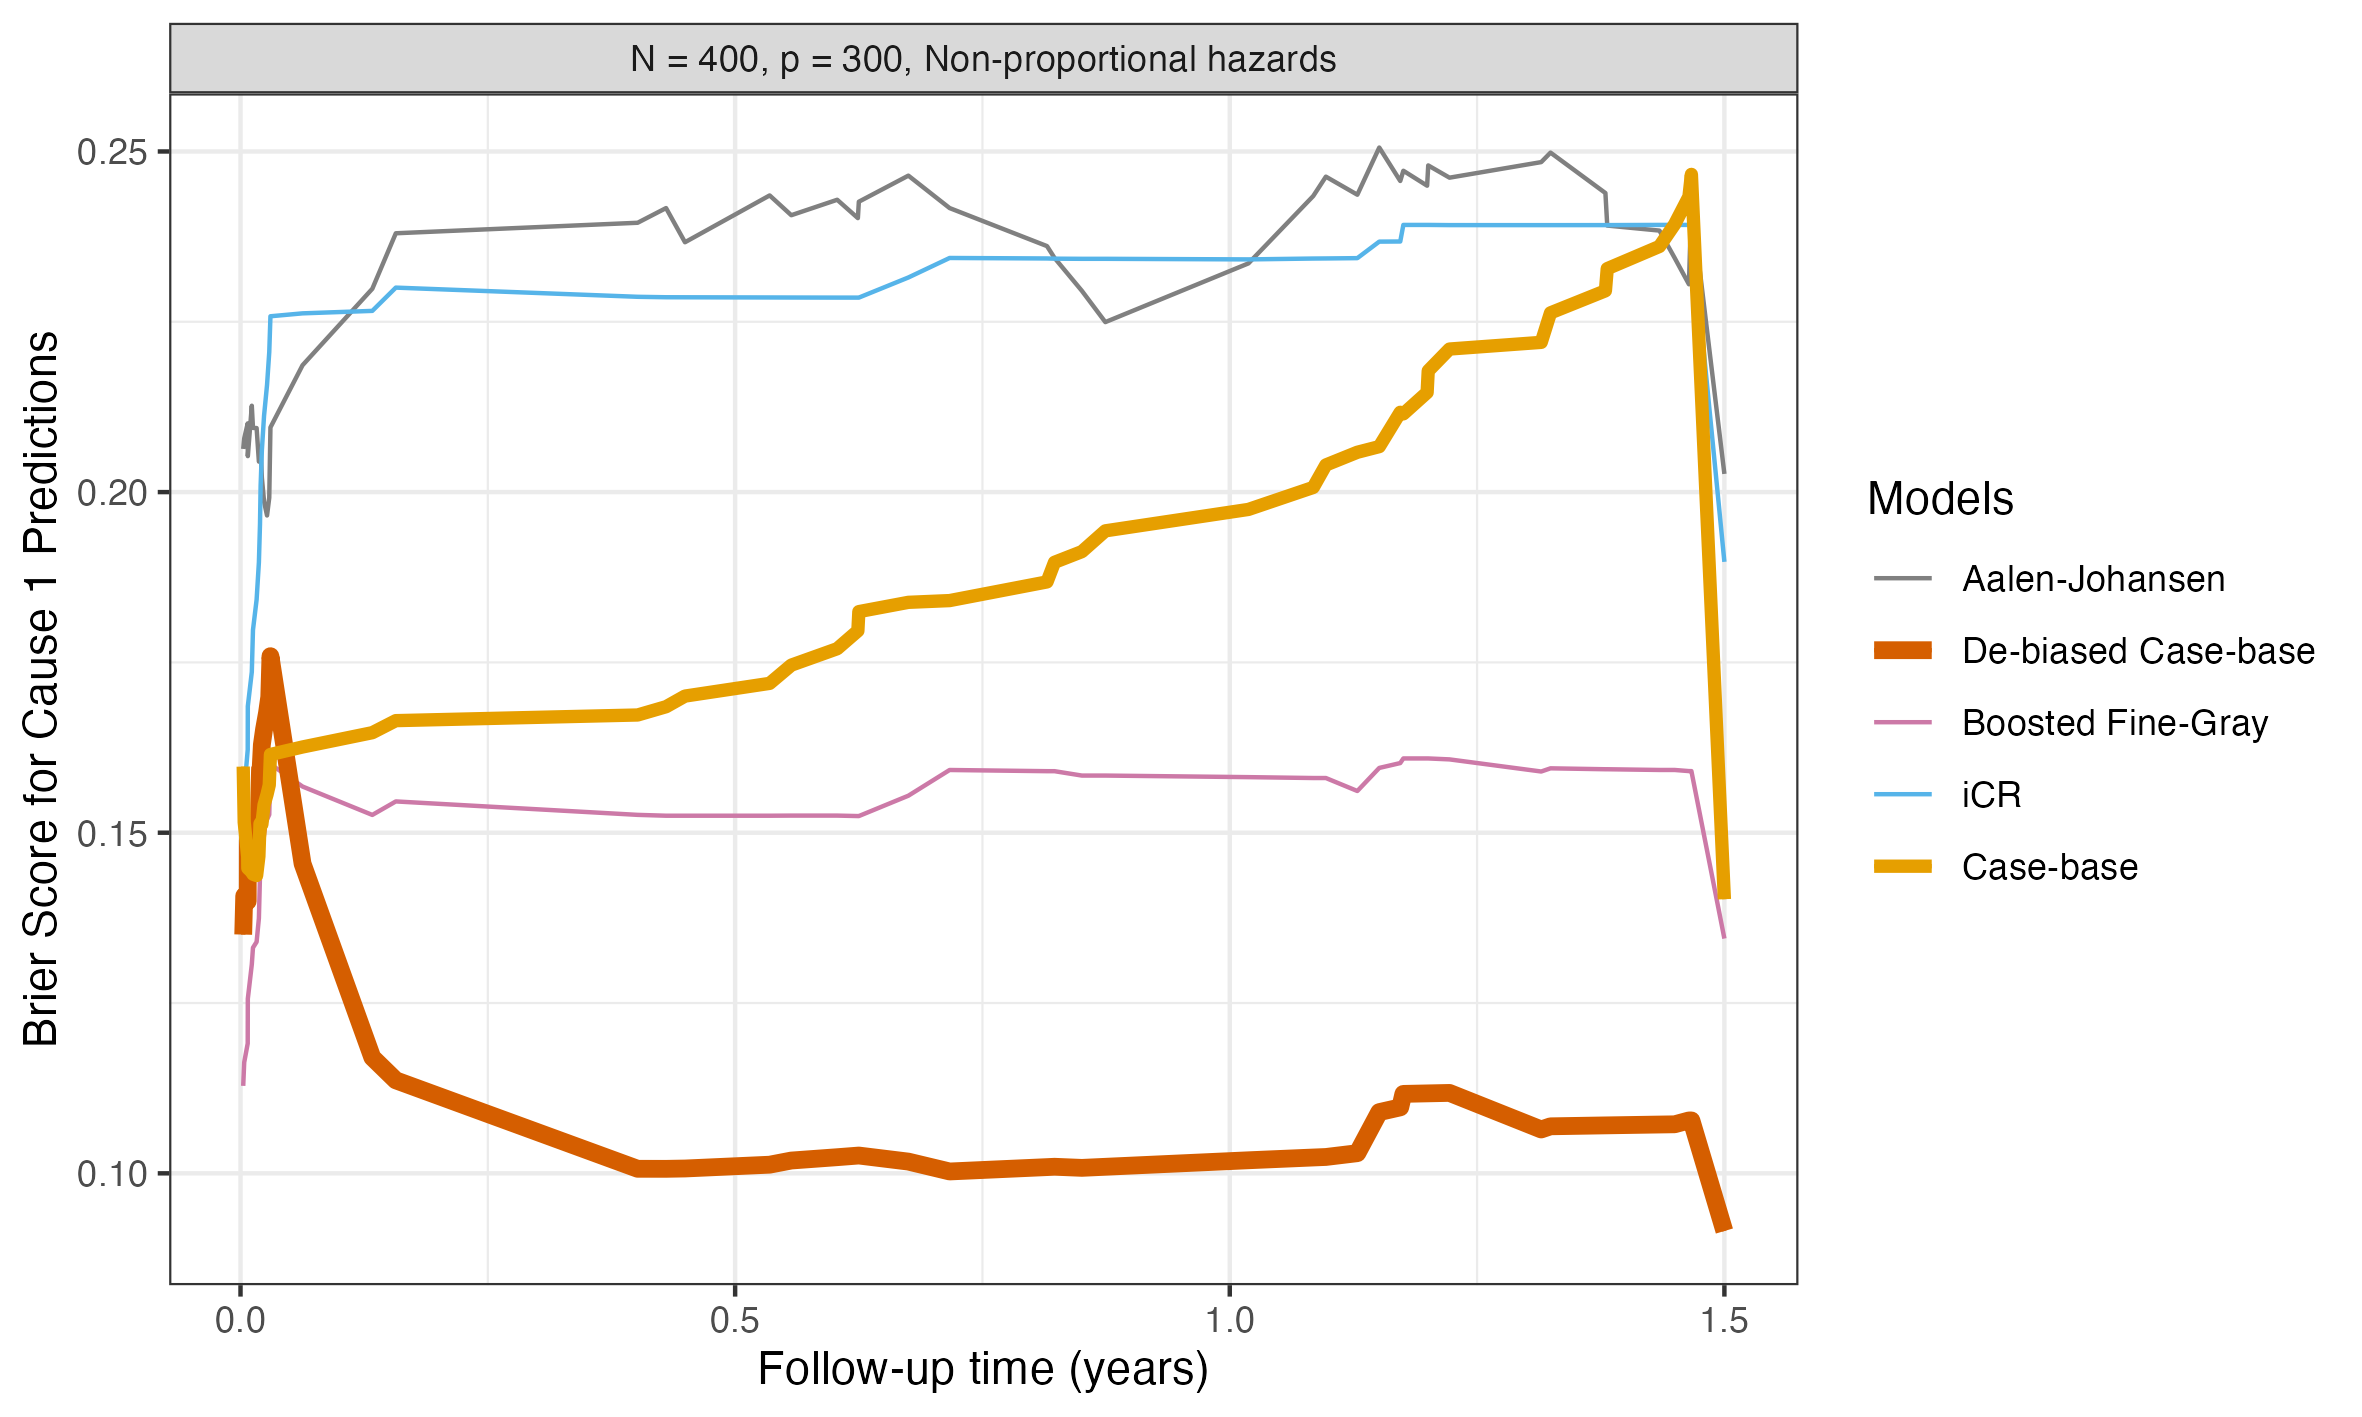 N = 400, p = 300, Non-proportional hazards
Brier Score for Cause 1 Predictions
0.25
0.20
0.15
0.10
0.0
0.5
1.0
1.5
Follow-up time (years)
Models
Aalen-Johansen
De-biased Case-base
Boosted Fine-Gray
iCR
Case-base